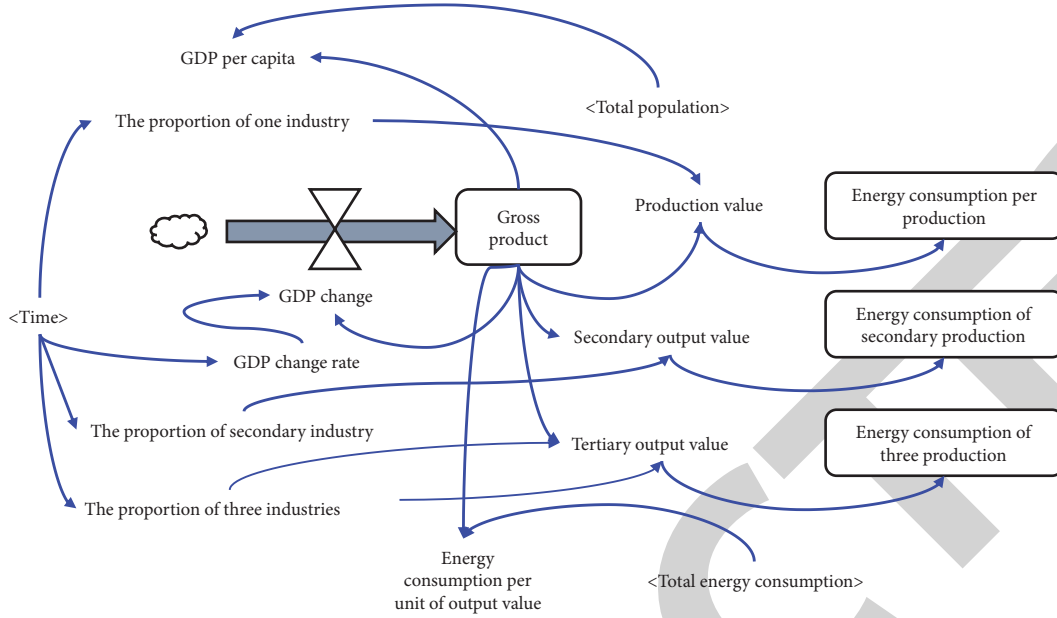 GDP per capita
<Total population>
The proportion of one industry
Gross
product
Production value
Energy consumption per
production
GDP change
<Time>
GDP change rate
Secondary output value
Energy consumption of
secondary production
The proportion of secondary industry
Tertiary output value
Energy consumption of
three production
The proportion of three industries
Energy
consumption per
unit of output value
<Total energy consumption>